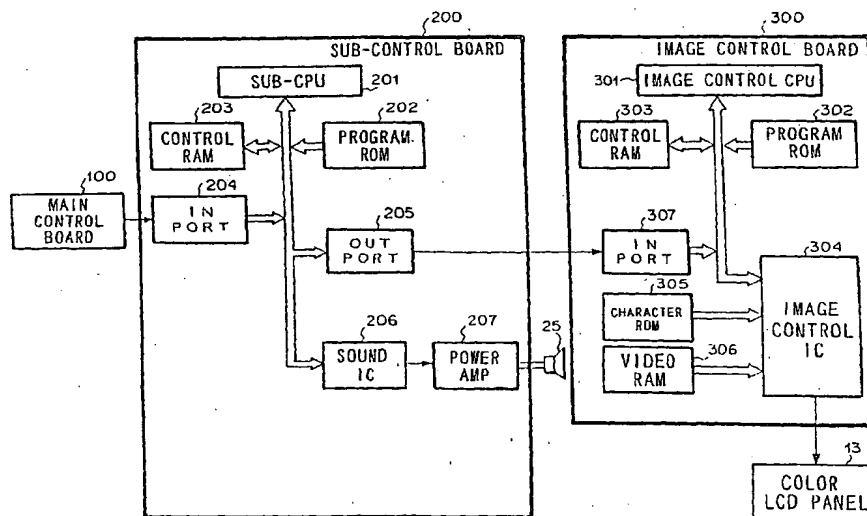 200
SUB-CONTROL BOARD
SUB-CPU
201
203
CONTROL
RAM
202
PROGRAM
ROM
100
MAIN
CONTROL
BOARD
204
IN
PORT
205
OUT
PORT
206
SOUND
IC
207
POWER
AMP
25
300
IMAGE CONTROL BOARD
301
IMAGE CONTROL CPU
303
CONTROL
RAM
302
PROGRAM
ROM
307
IN
PORT
304
IMAGE
CONTROL
IC
305
CHARACTER
ROM
VIDEO
RAM
306
13
COLOR
LCD PANEL